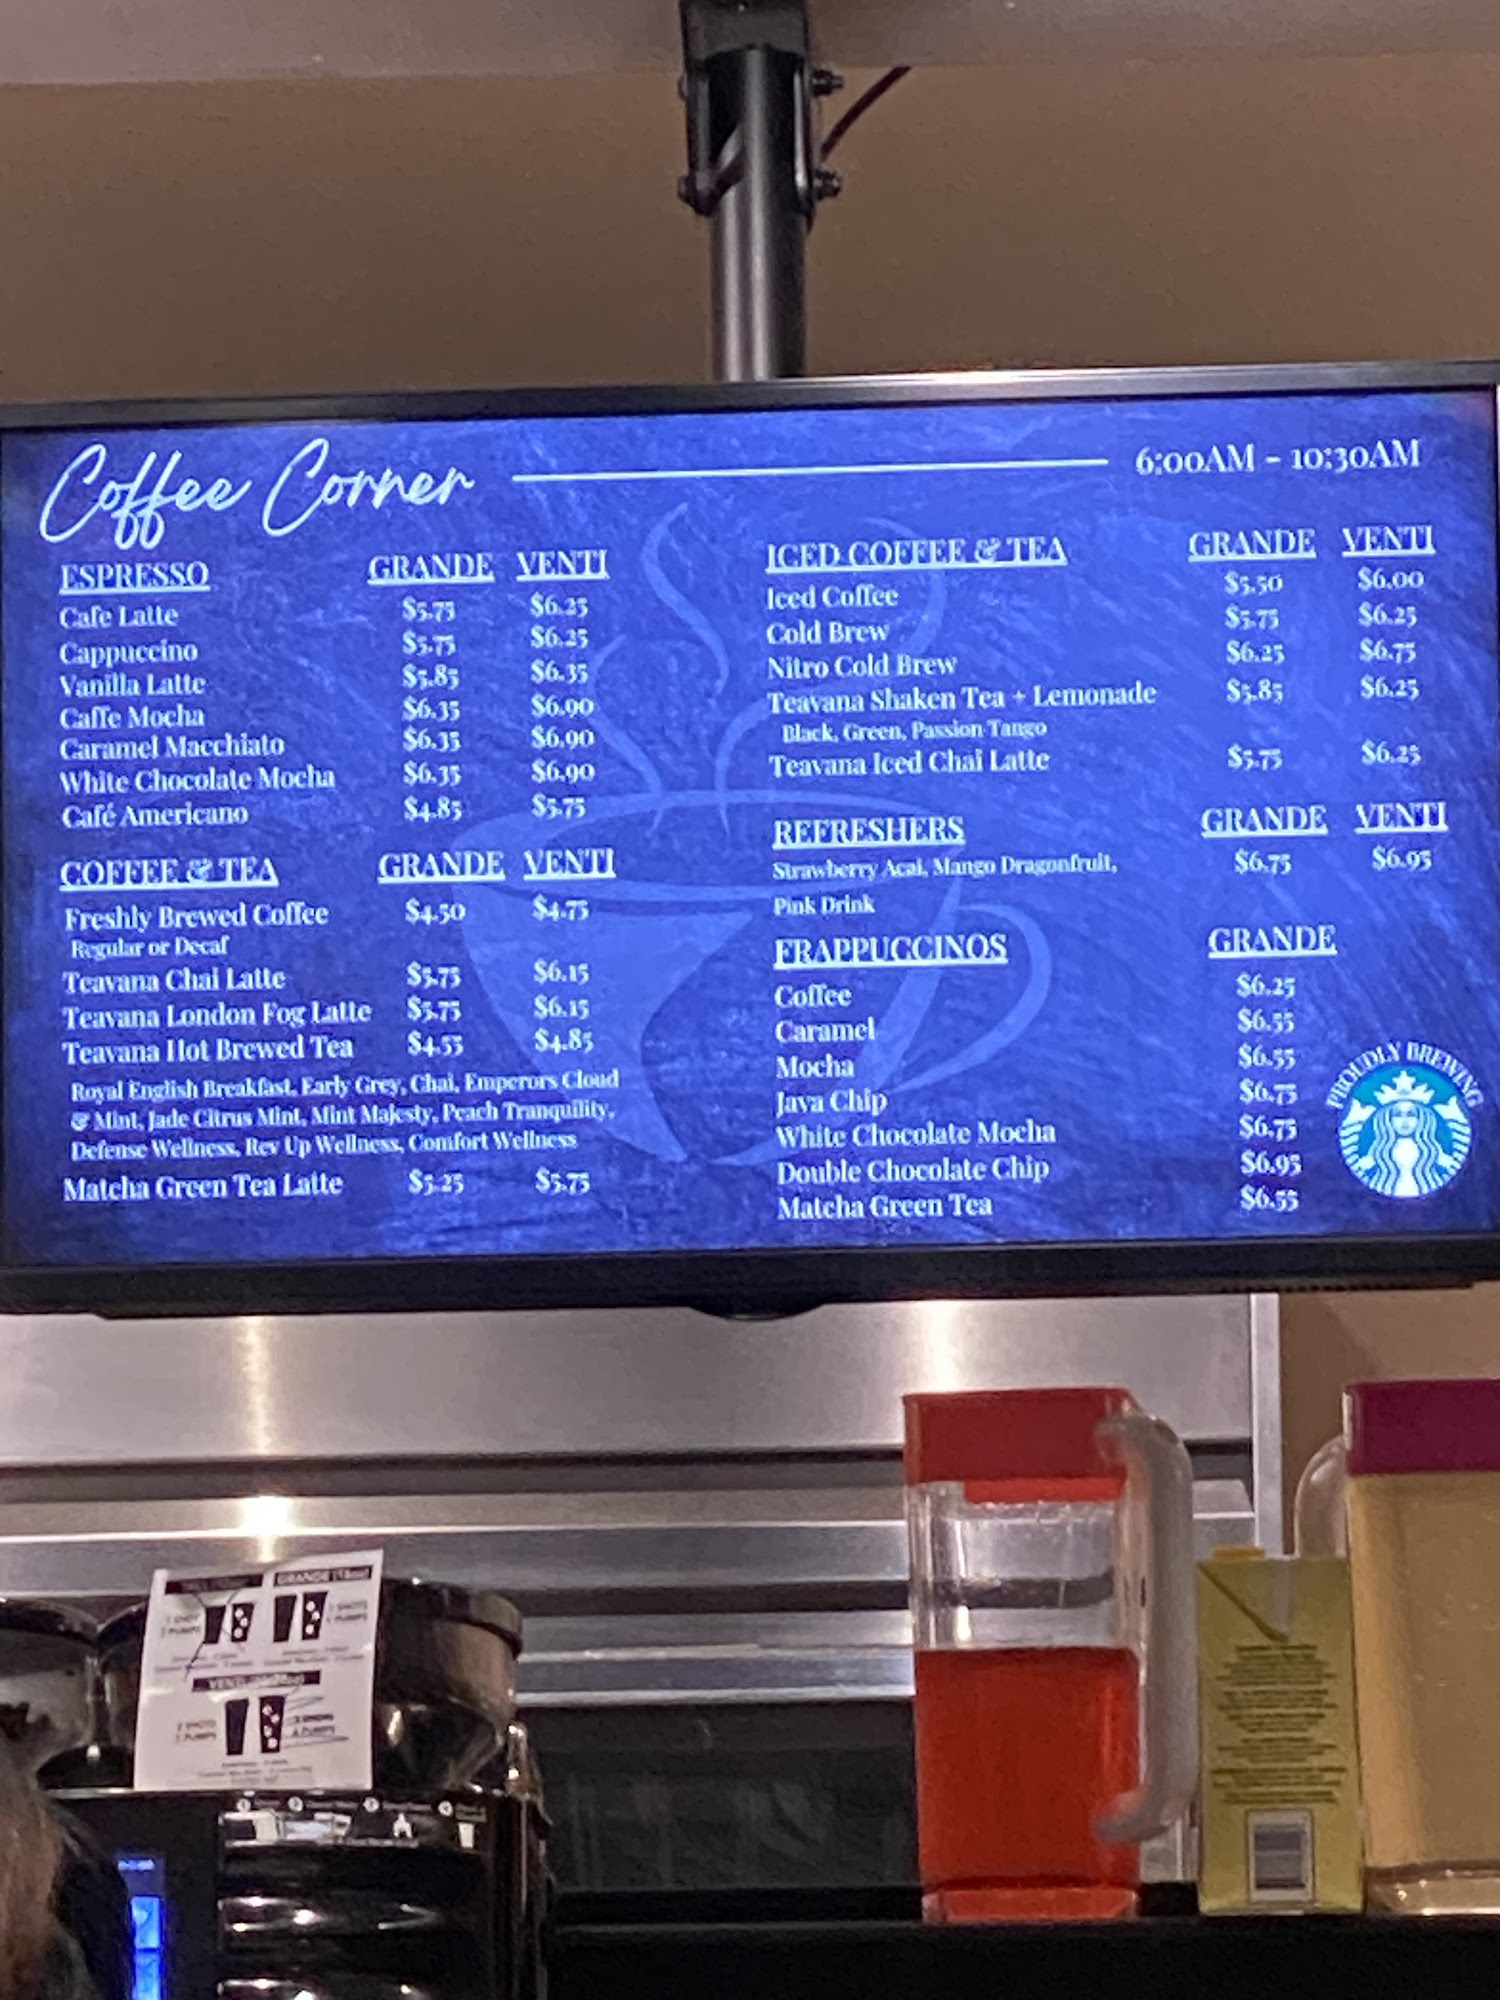 Coffee Corner 6:00AM - 10:30AM
ESPRESSO GRANDE VENTI
Cafe Latte $5.75 $6.25
Cappuccino $5.75 $6.25
Vanilla Latte $5.85 $6.35
Caffe Mocha $6.35 $6.90
Caramel Macchiato $6.35 $6.90
White Chocolate Mocha $6.35 $6.90
Café Americano $4.85 $5.75
COFFEE & TEA GRANDE VENTI
Freshly Brewed Coffee $4.50 $4.75
Regular or Decaf
Teavana Chai Latte $5.75 $6.15
Teavana London Fog Latte $5.75 $6.15
Teavana Hot Brewed Tea $4.55 $4.85
Royal English Breakfast, Early Grey, Chai, Emperors Cloud
& Mint, Jade Citrus Mint, Mint Majesty, Peach Tranquility,
Defense Wellness, Rev Up Wellness, Comfort Wellness
Matcha Green Tea Latte $5.25 $5.75
ICED COFFEE & TEA GRANDE VENTI
Iced Coffee $5.50 $6.00
Cold Brew $5.75 $6.25
Nitro Cold Brew $6.25 $6.75
Teavana Shaken Tea + Lemonade $5.85 $6.25
Black, Green, Passion Tango
Teavana Iced Chai Latte $5.75 $6.25
REFRESHERS GRANDE VENTI
Strawberry Acai, Mango Dragonfruit, $6.75 $6.95
Pink Drink
FRAPPUCCINOS GRANDE
Coffee $6.25
Caramel $6.55
Mocha $6.55
Java Chip $6.75
White Chocolate Mocha $6.75
Double Chocolate Chip $6.95
Matcha Green Tea $6.55
PROUDLY BREWING
GRANDE (16oz)
2 SHOTS